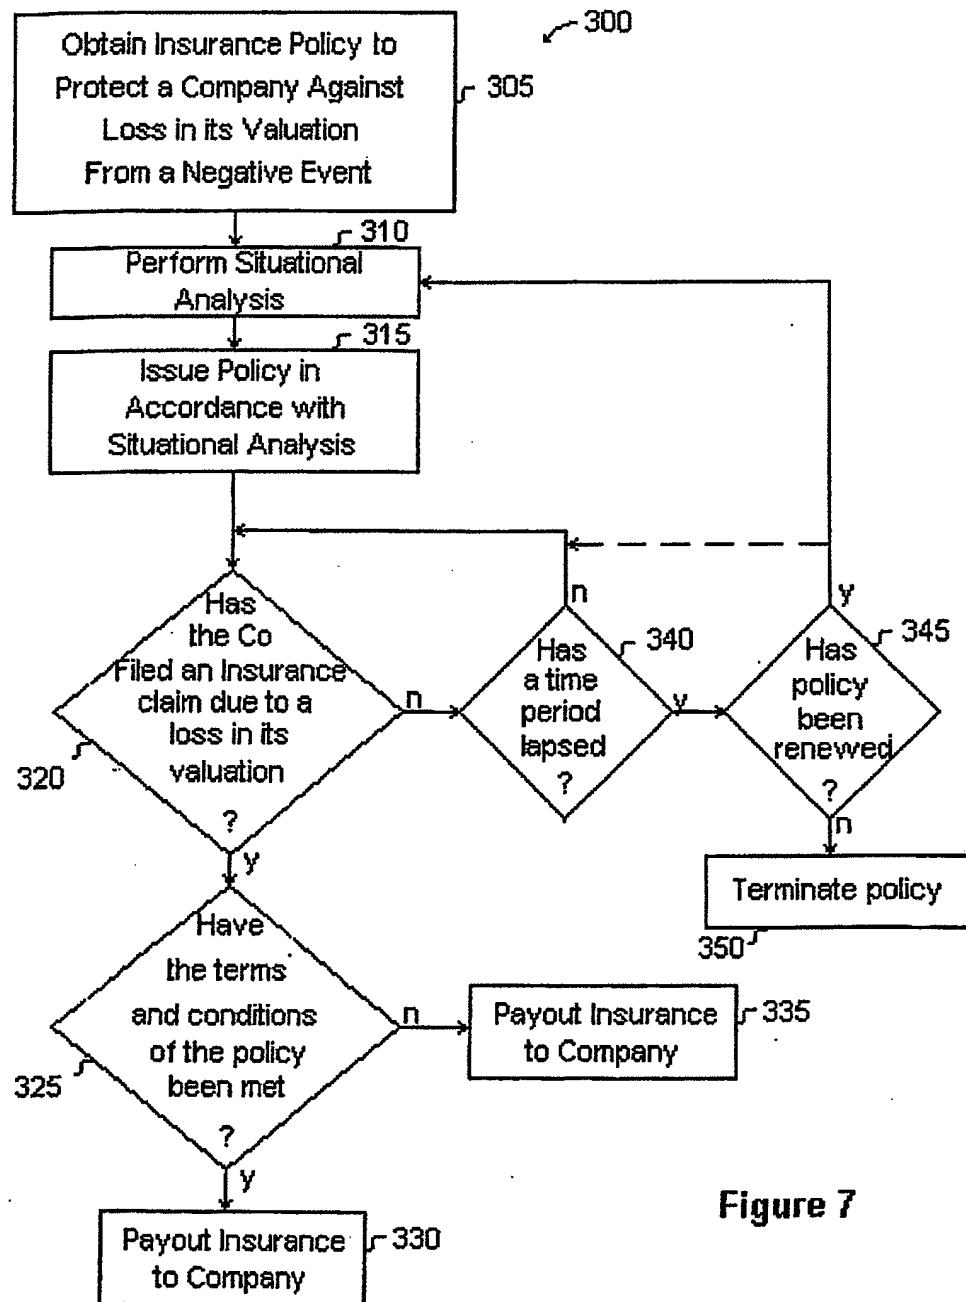 300
Obtain Insurance Policy to
Protect a Company Against
Loss in its Valuation
From a Negative Event
305
310
Perform Situational
Analysis
315
Issue Policy in
Accordance with
Situational Analysis
Has
the Co
Filed an Insurance
claim due to a
loss in its
valuation
?
320
n
y
Has
a time
period
lapsed
?
340
n
y
Has
policy
been
renewed
?
345
y
n
Terminate policy
350
Have
the terms
and conditions
of the policy
been met
?
325
n
y
Payout Insurance
to Company
335
Payout Insurance
to Company
330
Figure 7